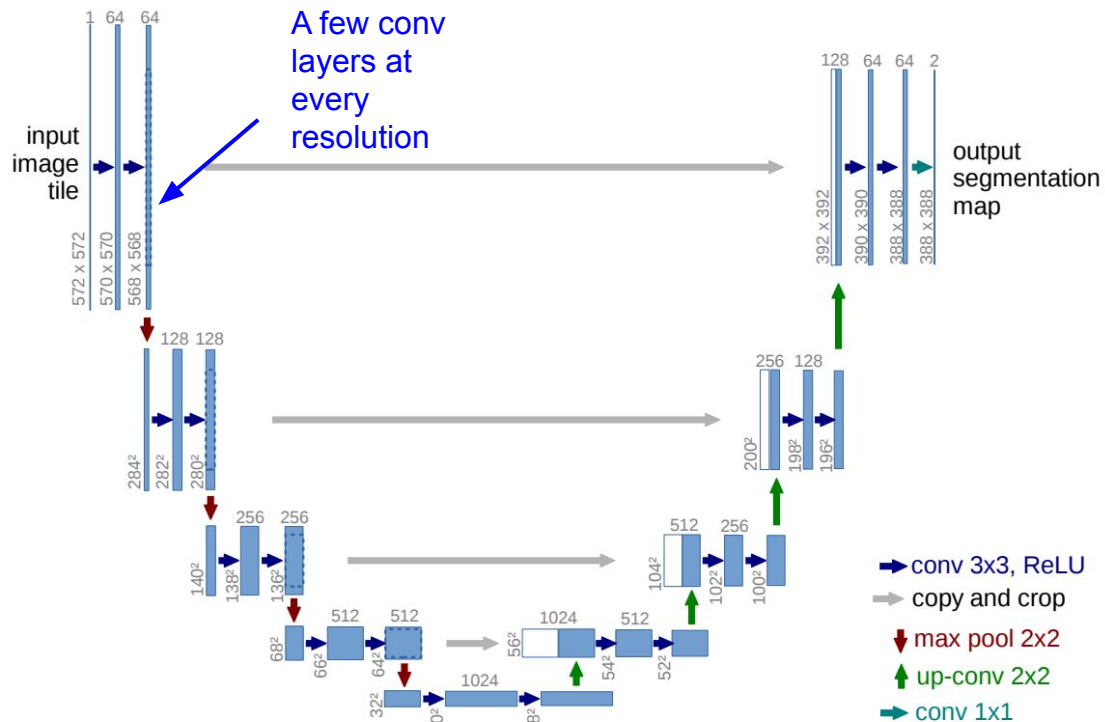 A few conv
layers at
every
resolution
1 64 64
input
image
tile
572 x 572
570 x 570
568 x 568
128 64 64 2
output
segmentation
map
392 x 392
390 x 390
388 x 388
388 x 388
128 128
284²
282²
280²
256 128
200²
198²
196²
256 256
140²
138²
136²
512 256
104²
102²
100²
512 512
68²
66²
64²
1024 512
56²
54²
52²
1024
32²
0²
8²
conv 3x3, ReLU
copy and crop
max pool 2x2
up-conv 2x2
conv 1x1